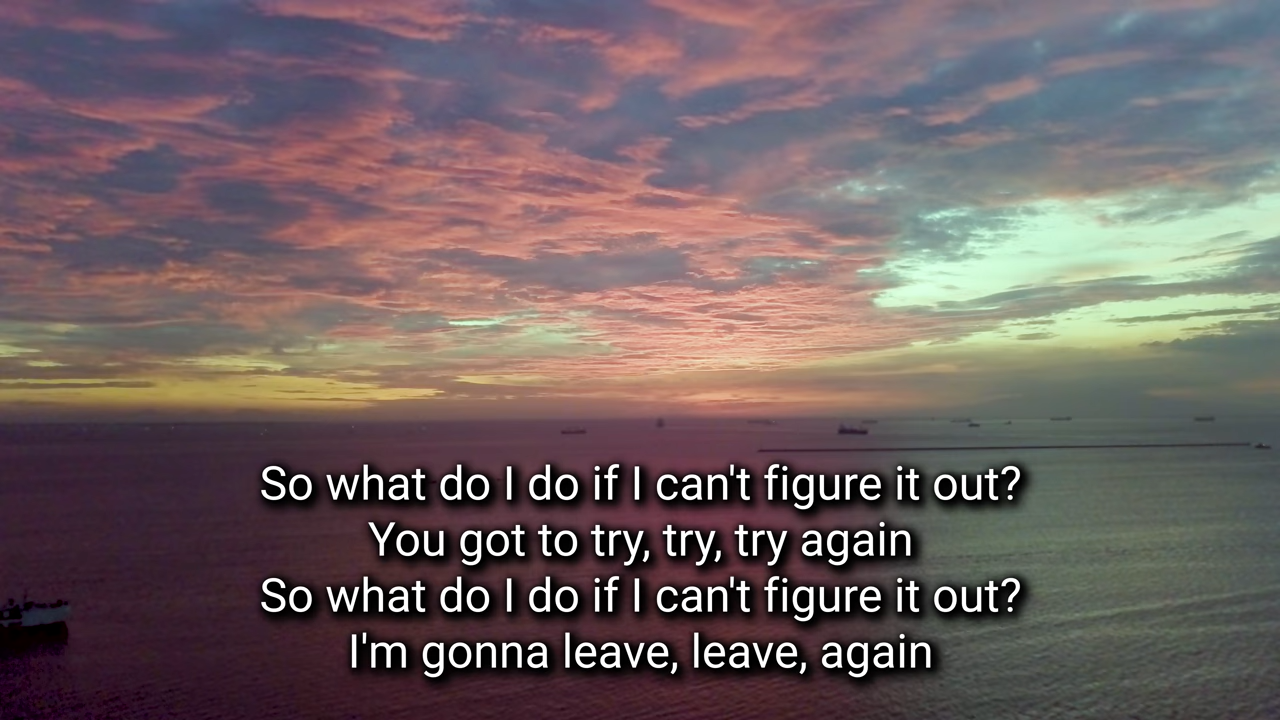 So what do I do if I can't figure it out?
You got to try, try, try again
So what do I do if I can't figure it out?
I'm gonna leave, leave, again